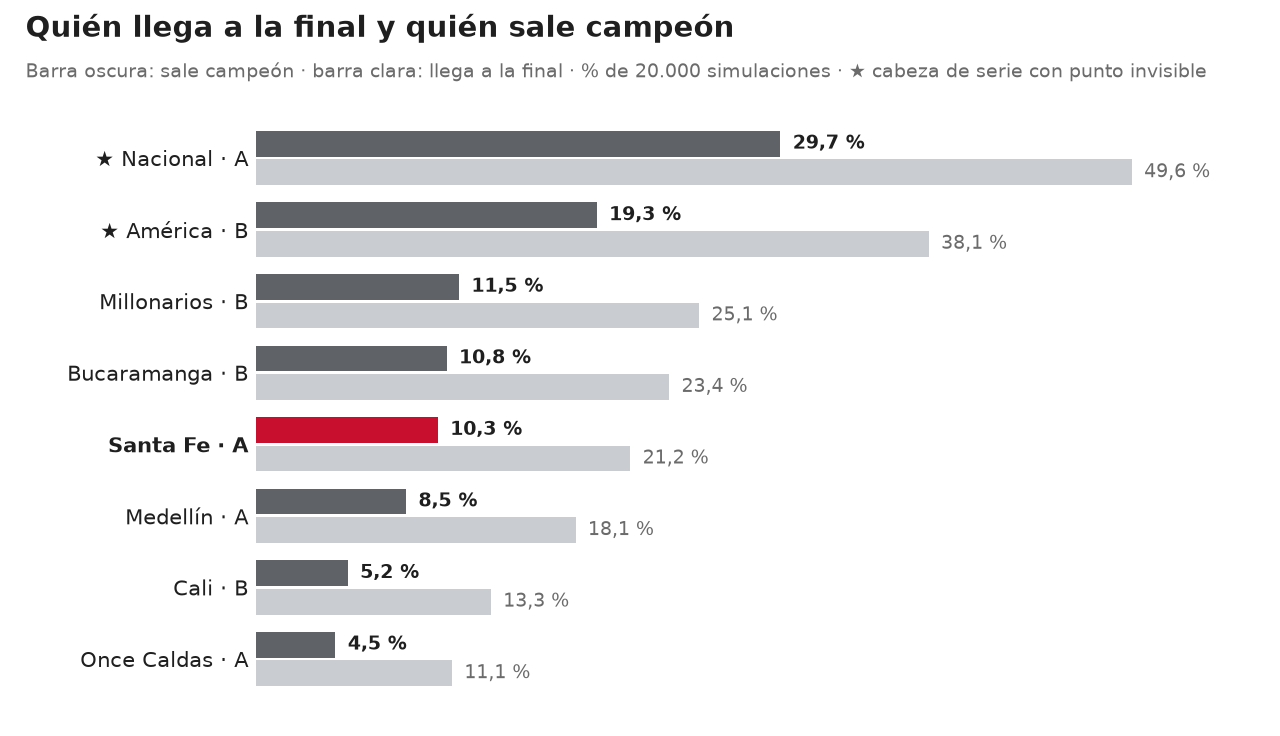 Quién llega a la final y quién sale campeón
Barra oscura: sale campeón · barra clara: llega a la final · % de 20.000 simulaciones · ★ cabeza de serie con punto invisible
★ Nacional · A
29,7 %
49,6 %
★ América · B
19,3 %
38,1 %
Millonarios · B
11,5 %
25,1 %
Bucaramanga · B
10,8 %
23,4 %
Santa Fe · A
10,3 %
21,2 %
Medellín · A
8,5 %
18,1 %
Cali · B
5,2 %
13,3 %
Once Caldas · A
4,5 %
11,1 %